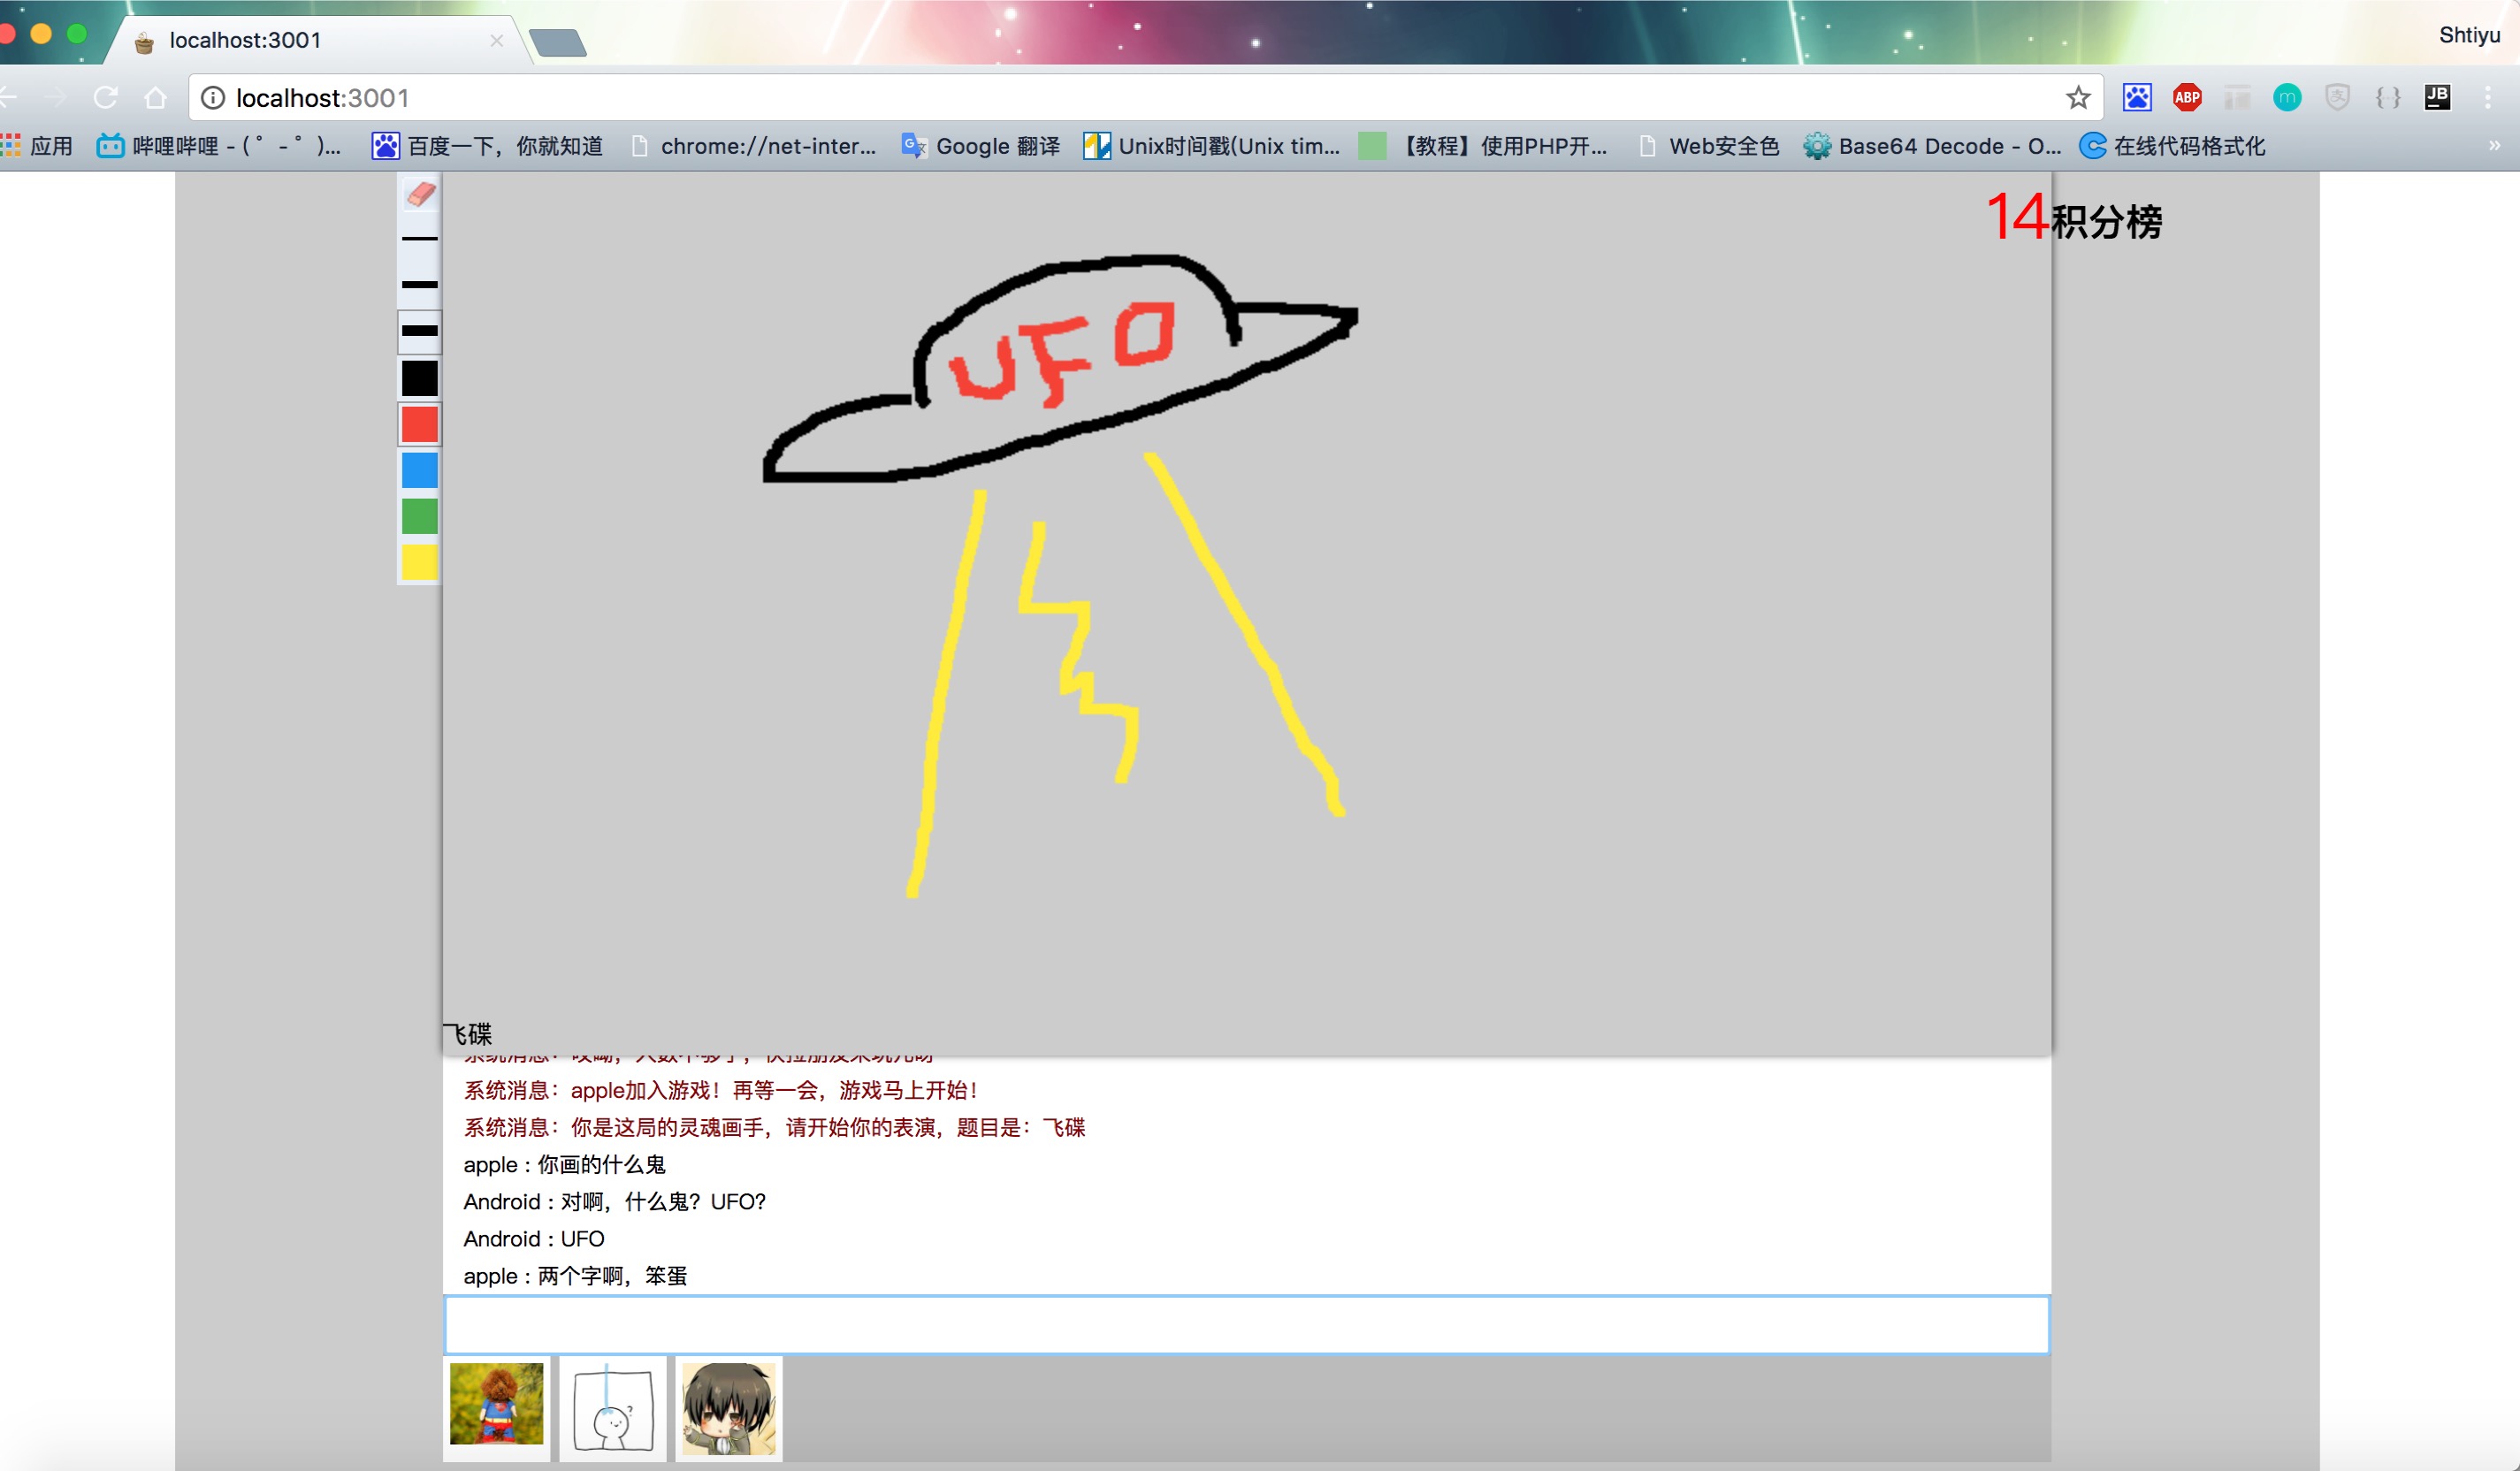 localhost:3001
Shtiyu
localhost:3001
ABP
m
JB
应用
哔哩哔哩 - ( ゜- ゜)...
百度一下，你就知道
chrome://net-inter...
Google 翻译
Unix时间戳(Unix tim...
【教程】使用PHP开...
Web安全色
Base64 Decode - O...
在线代码格式化
»
14
积分榜
UFO
飞碟
系统消息：apple加入游戏！再等一会，游戏马上开始！
系统消息：你是这局的灵魂画手，请开始你的表演，题目是：飞碟
apple : 你画的什么鬼
Android : 对啊，什么鬼？UFO?
Android : UFO
apple : 两个字啊，笨蛋